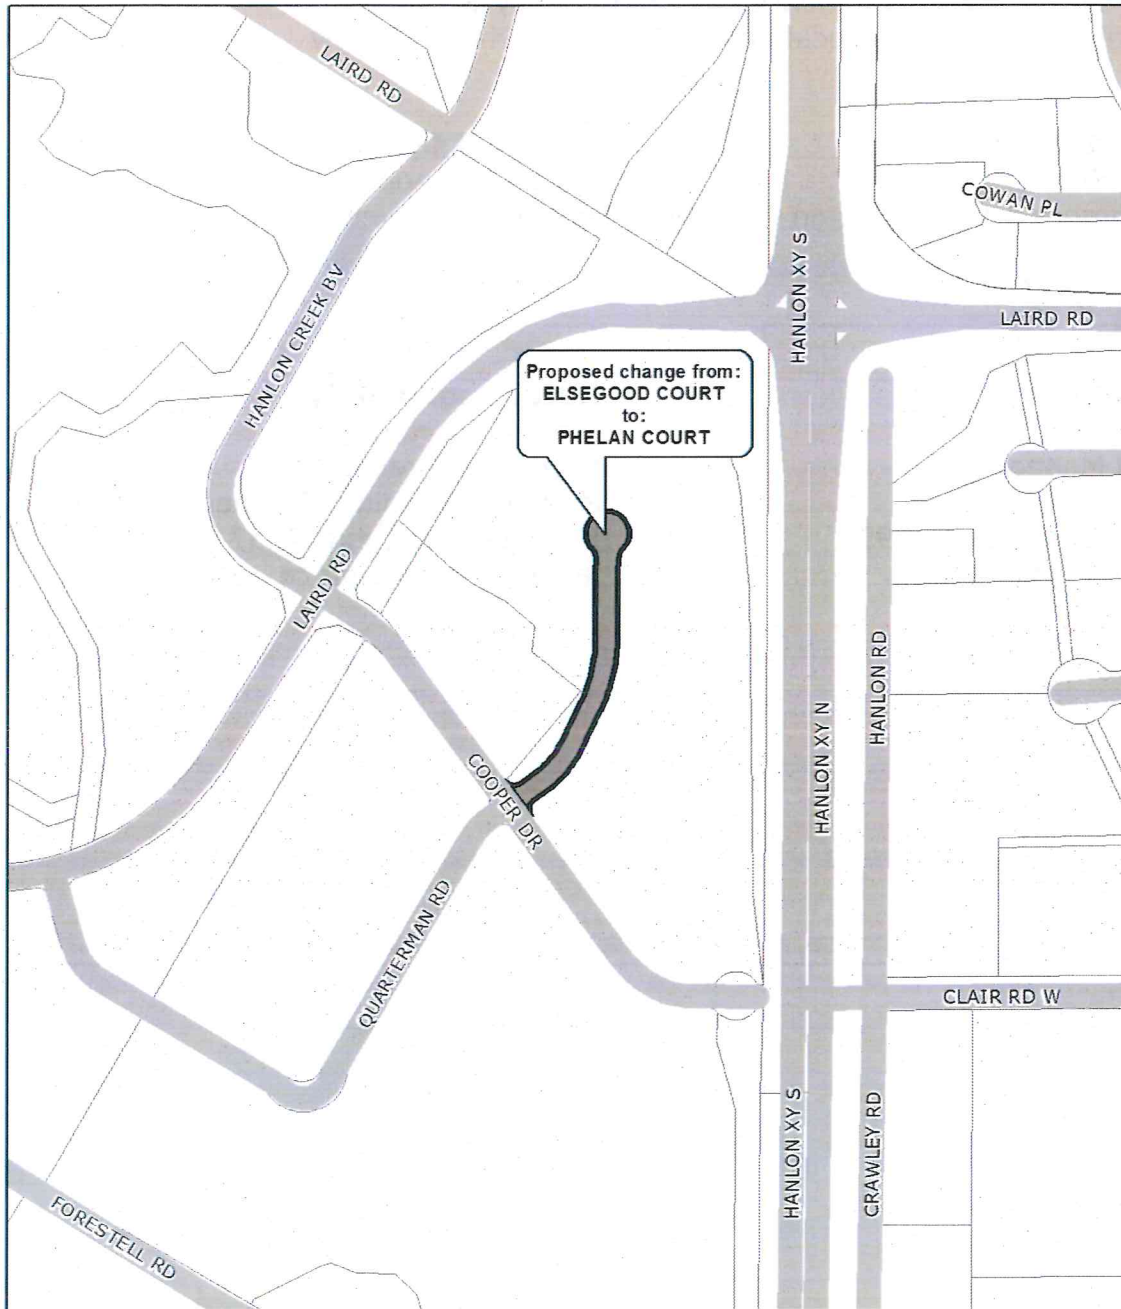 LAIRD RD
COWAN PL
HANLON CREEK BV
HANLON XY S
LAIRD RD
Proposed change from:
ELSEGOOD COURT
to:
PHELAN COURT
LAIRD RD
HANLON RD
HANLON XY N
COOPER DR
QUARTERMAN RD
CLAIR RD W
HANLON XY S
CRAWLEY RD
FORESTELL RD